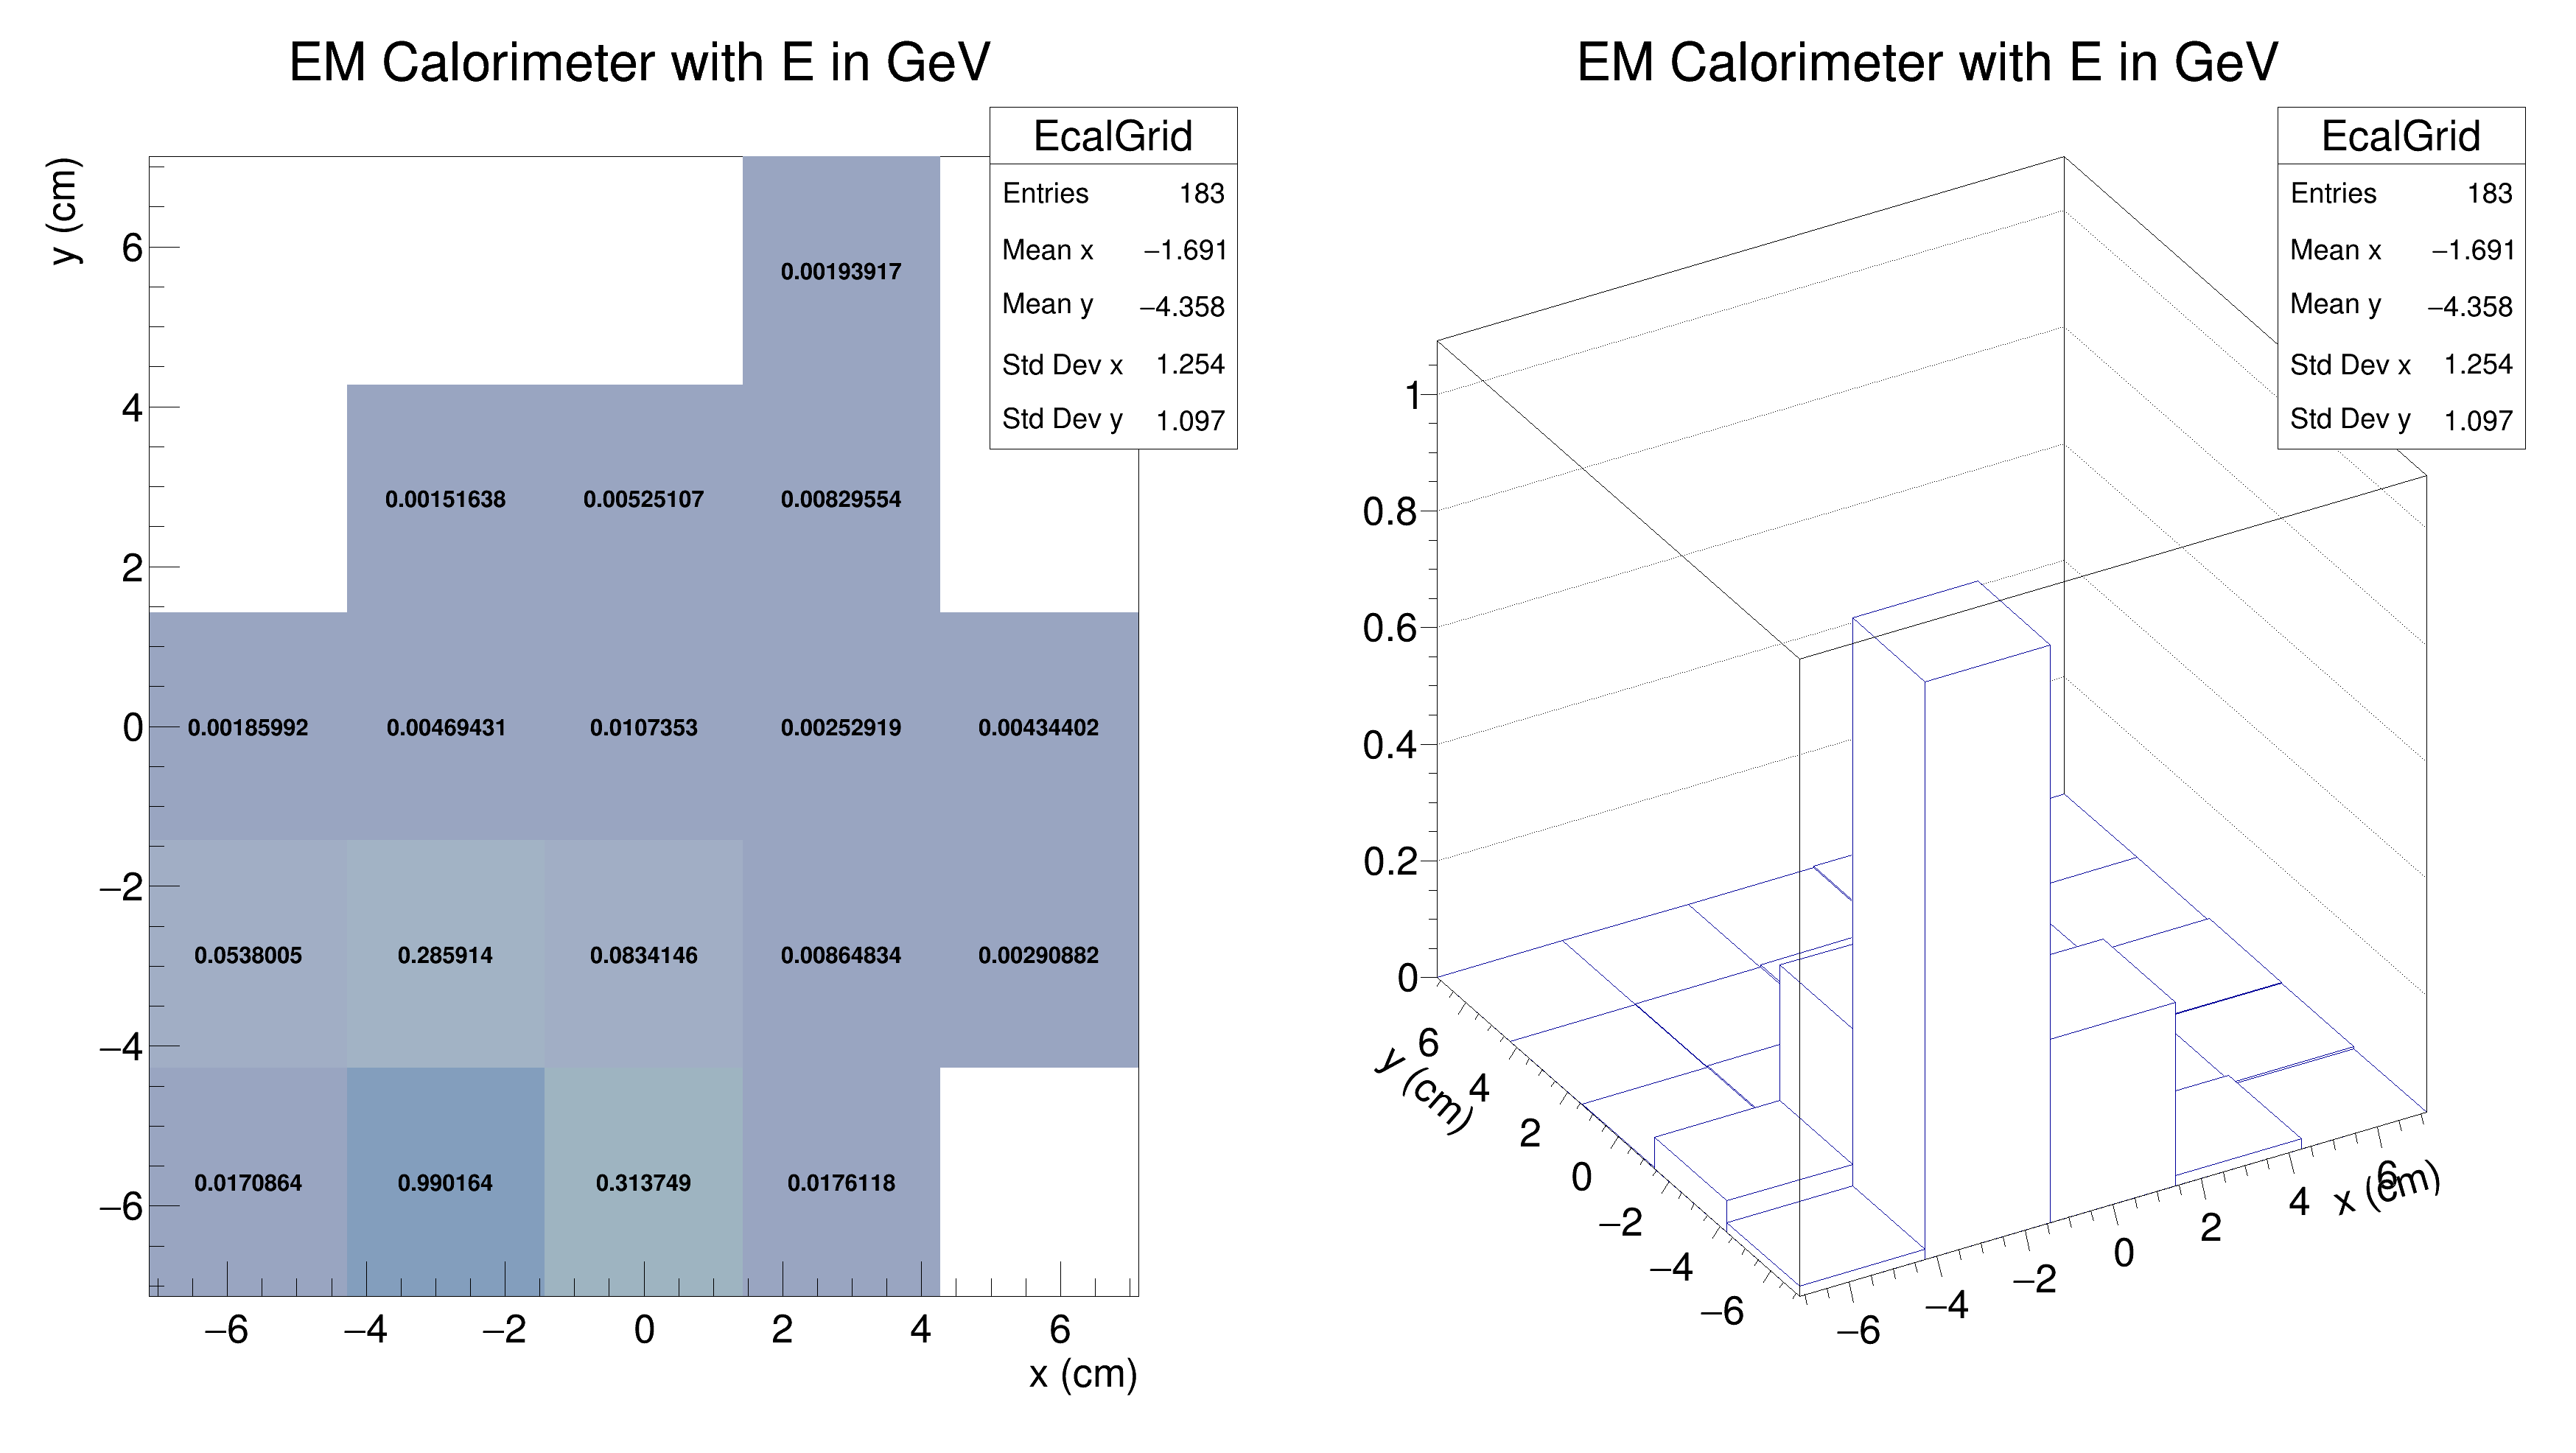 EM Calorimeter with E in GeV
EcalGrid
Entries 183
Mean x −1.691
Mean y −4.358
Std Dev x 1.254
Std Dev y 1.097
y (cm)
6
4
2
0
−2
−4
−6
0.00193917
0.00151638 0.00525107 0.00829554
0.00185992 0.00469431 0.0107353 0.00252919 0.00434402
0.0538005 0.285914 0.0834146 0.00864834 0.00290882
0.0170864 0.990164 0.313749 0.0176118
−6 −4 −2 0 2 4 6
x (cm)
EM Calorimeter with E in GeV
EcalGrid
Entries 183
Mean x −1.691
Mean y −4.358
Std Dev x 1.254
Std Dev y 1.097
1
0.8
0.6
0.4
0.2
0
6
4
2
0
−2
−4
−6
y (cm)
−6 −4 −2 0 2 4 6
x (cm)